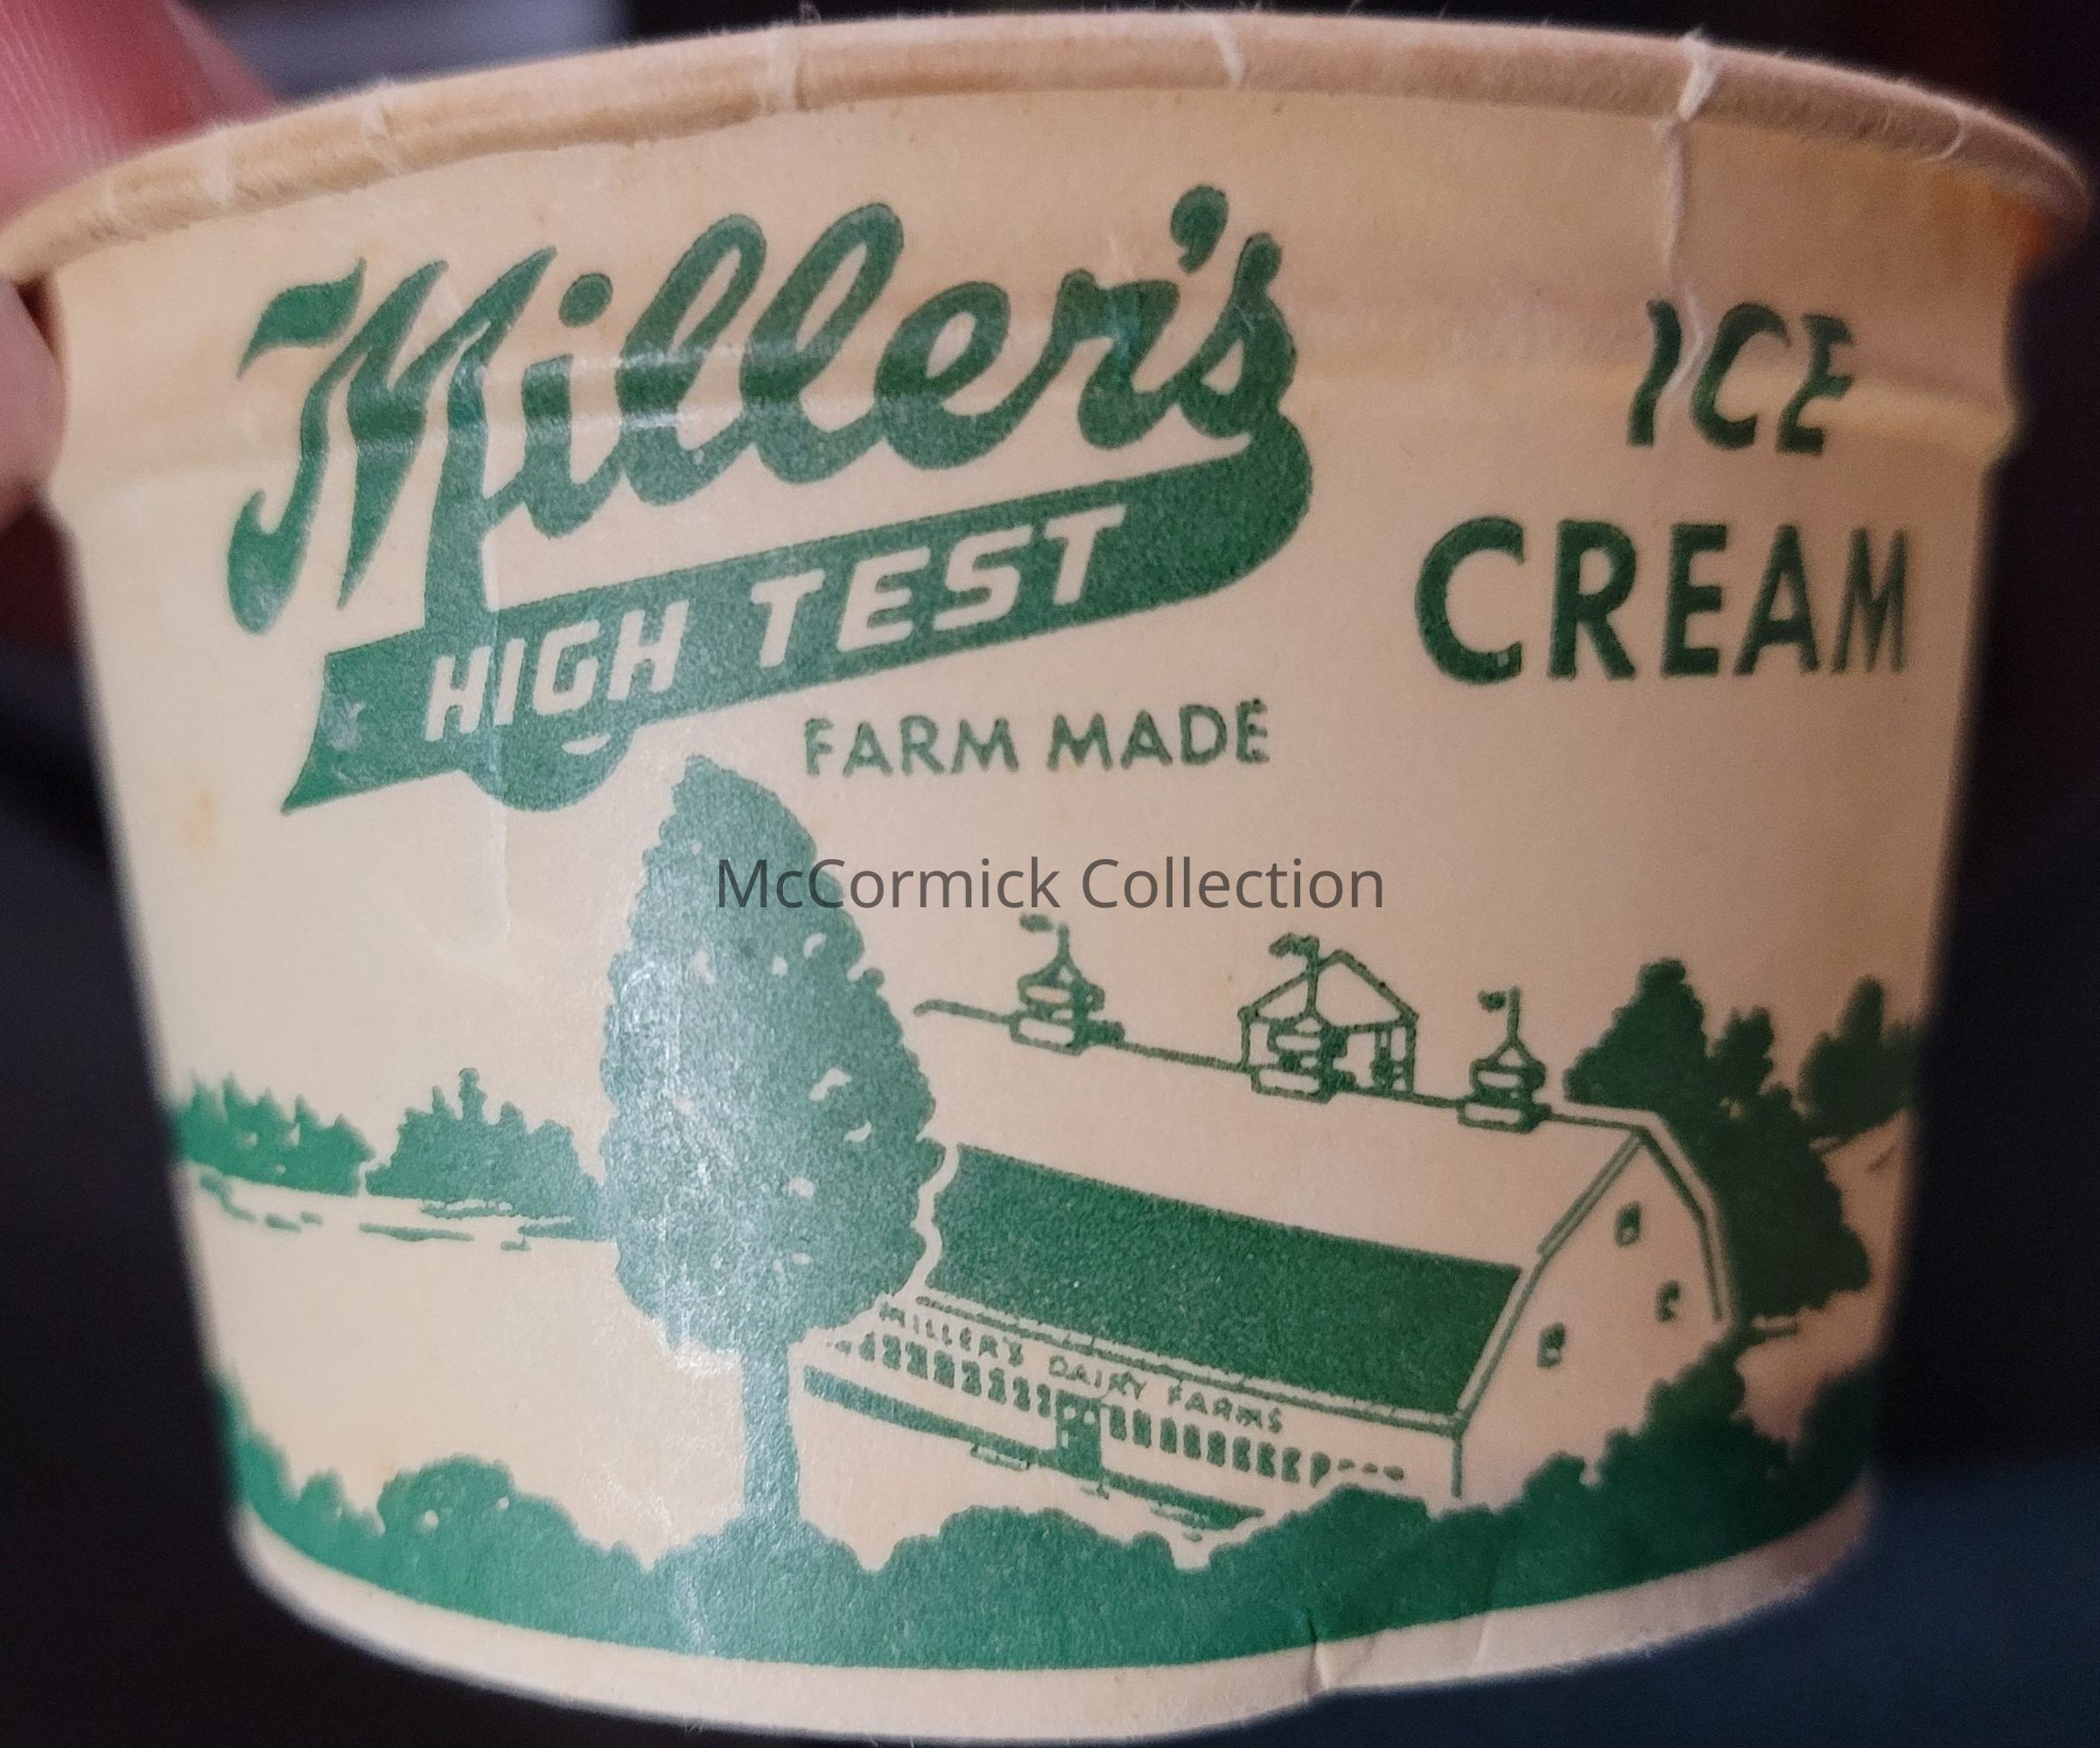 Miller's
HIGH TEST
FARM MADE
ICE
CREAM
McCormick Collection
MILLER'S DAIRY FARMS